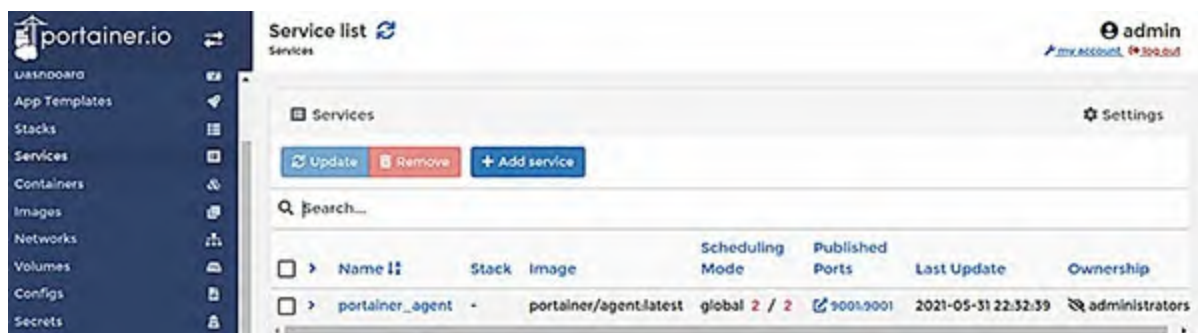 portainer.io
Service list
Services
admin
my account log out
Dashboard
App Templates
Stacks
Services
Containers
Images
Networks
Volumes
Configs
Secrets
Services
Settings
Update Remove + Add service
Search...
Name Stack Image Scheduling Mode Published Ports Last Update Ownership
portainer_agent - portainer/agent:latest global 2 / 2 9001:9001 2021-05-31 22:32:39 administrators